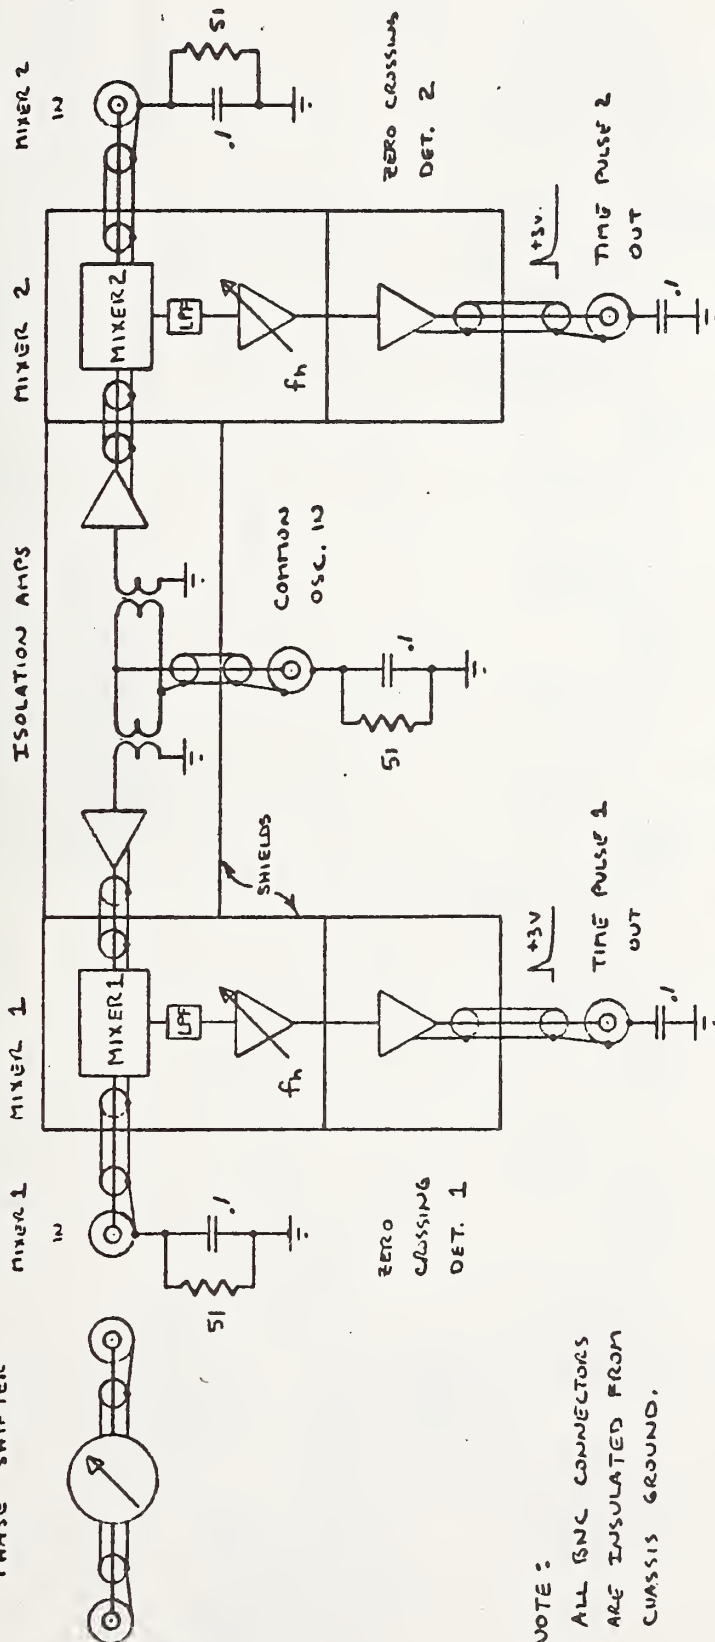 PHASE SHIFTER
MIXER 1
IN
MIXER 1
ISOLATION AMPS
MIXER 2
MIXER 2
IN
MIXER1
MIXER2
LPF
LPF
51
.1
fh
SHIELDS
COMMON
OSC. IN
fh
51
.1
51
.1
ZERO
CROSSING
DET. 1
ZERO CROSSING
DET. 2
+3V
+3V.
TIME PULSE 1
OUT
TIME PULSE 2
OUT
.1
.1
NOTE:
ALL BNC CONNECTORS
ARE INSULATED FROM
CHASSIS GROUND.